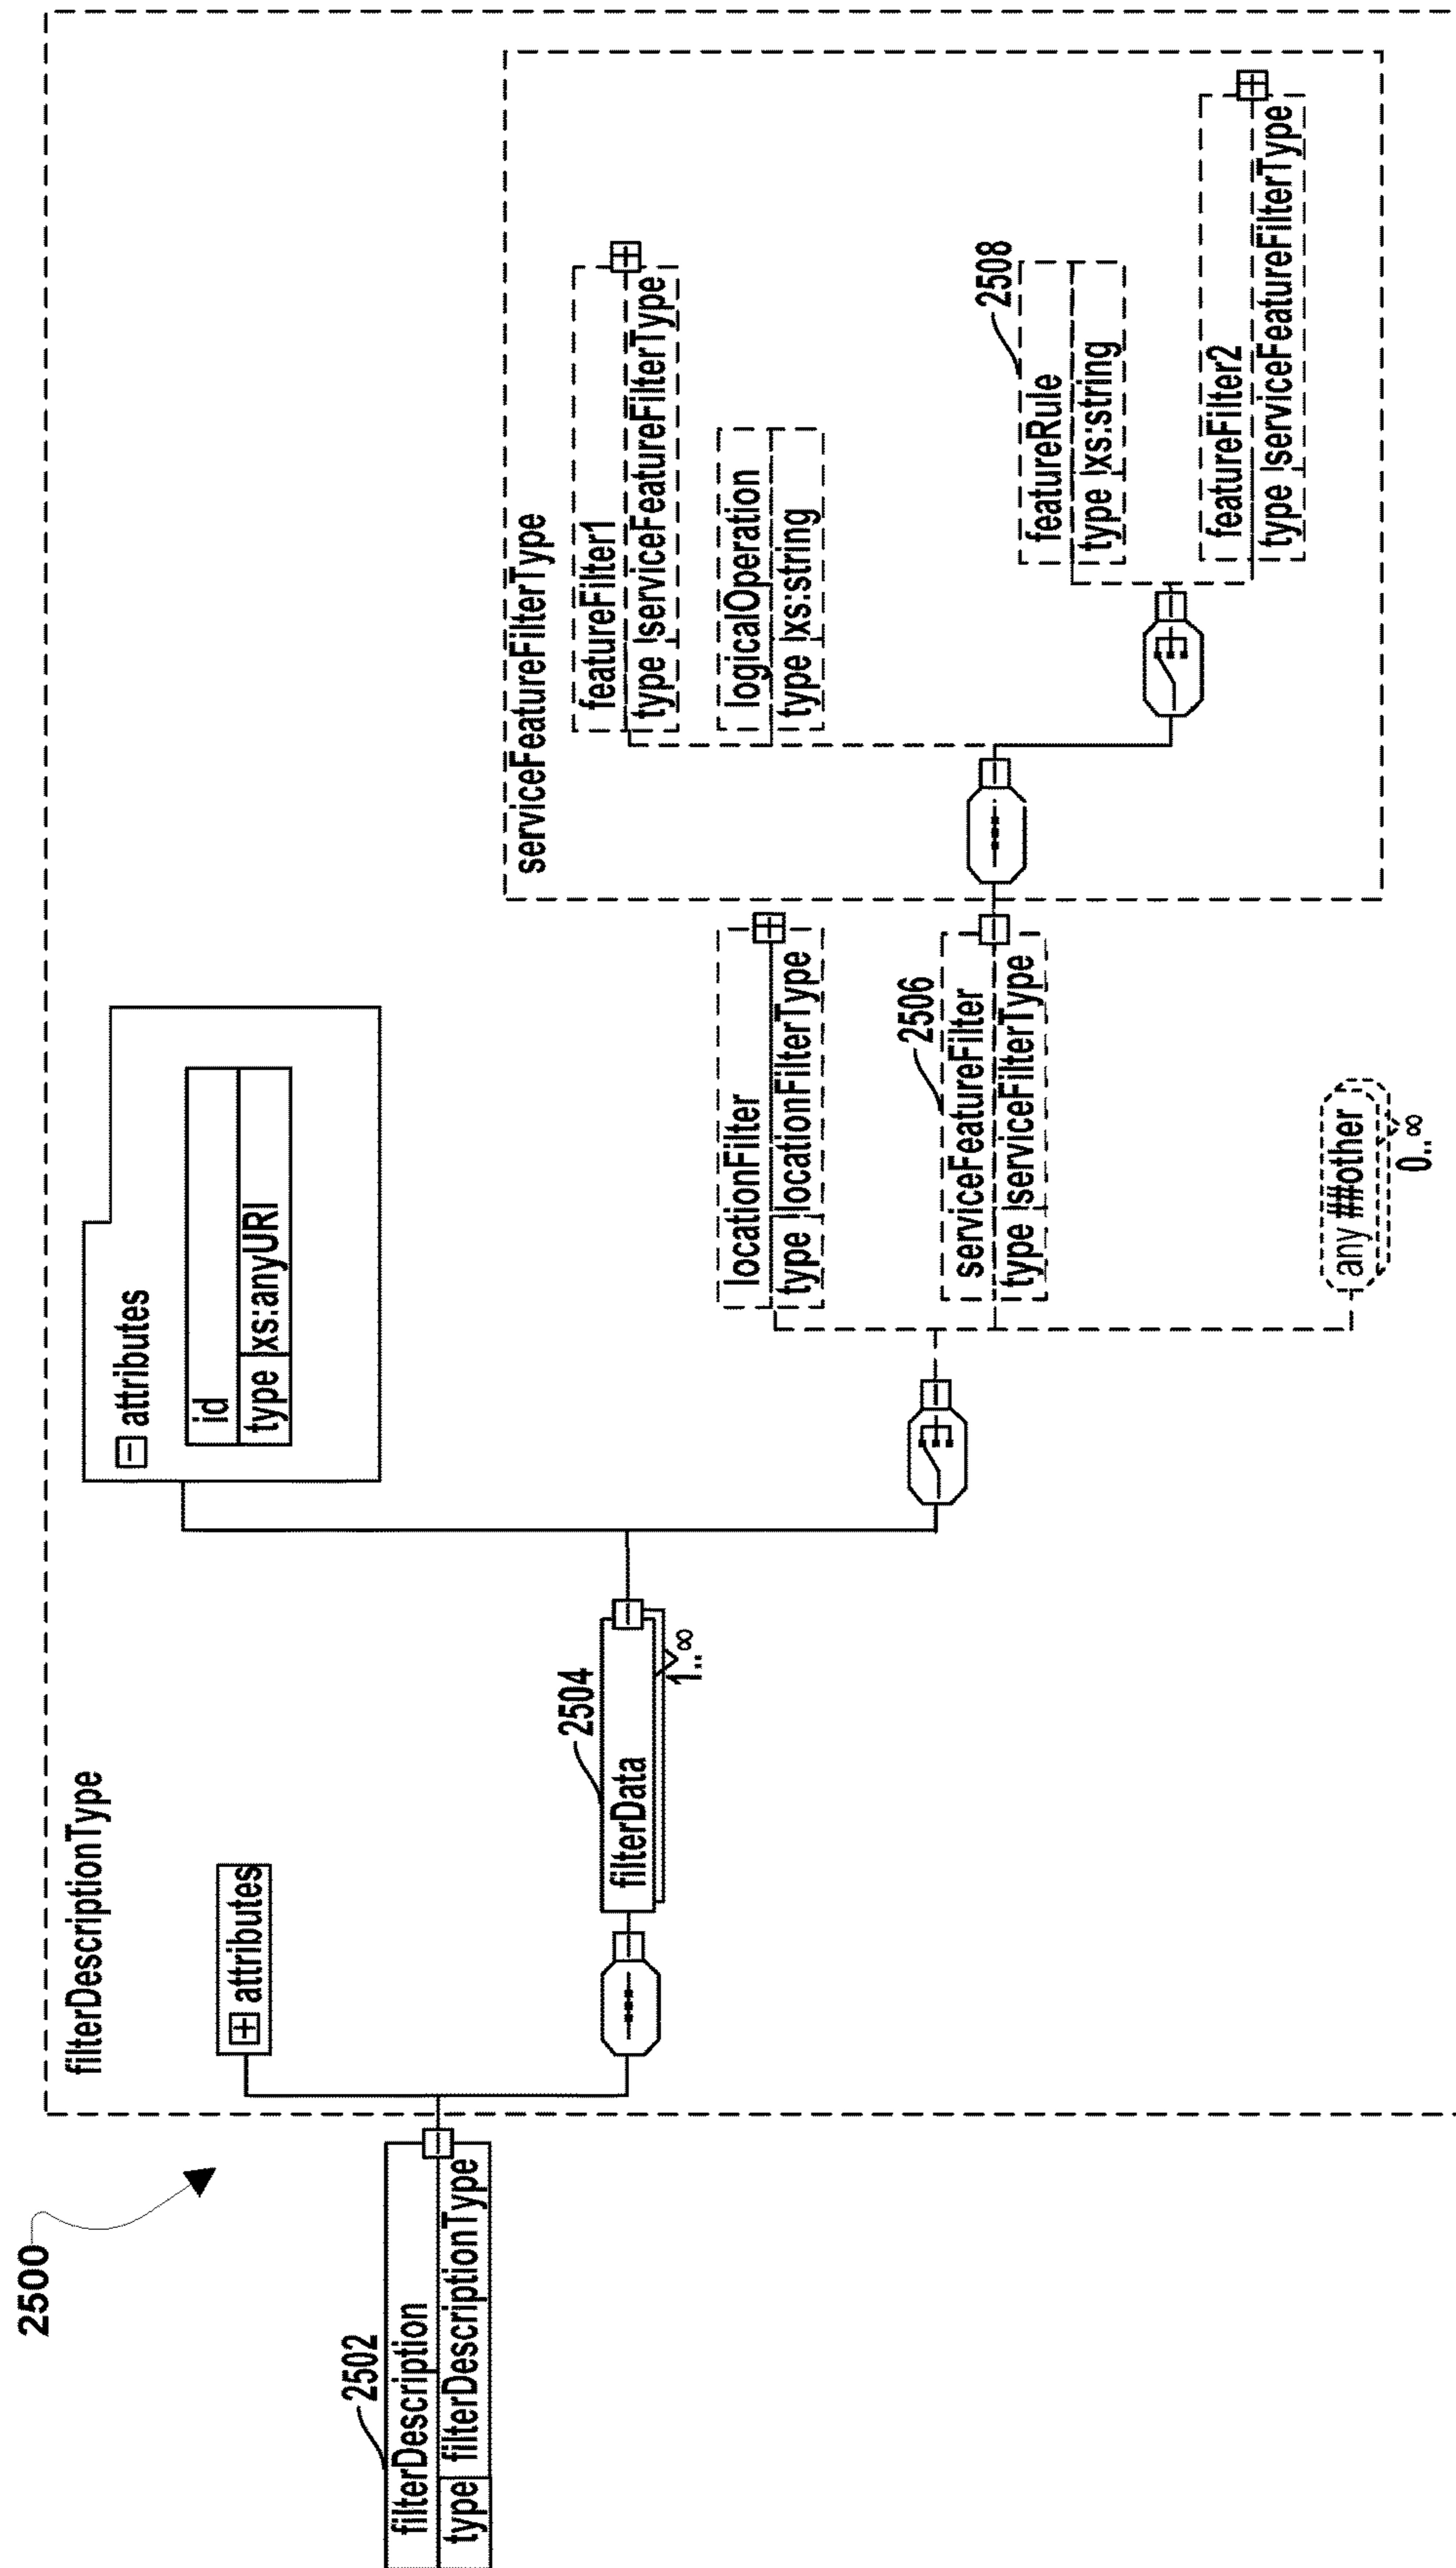 2500
2502
filterDescription
type filterDescriptionType
filterDescriptionType
+ attributes
2504
filterData
1..∞
− attributes
id
type xs:anyURI
locationFilter
type locationFilterType
2506
serviceFeatureFilter
type serviceFilterType
any ##other
0..∞
serviceFeatureFilterType
featureFilter1
type serviceFeatureFilterType
logicalOperation
type xs:string
2508
featureRule
type xs:string
featureFilter2
type serviceFeatureFilterType